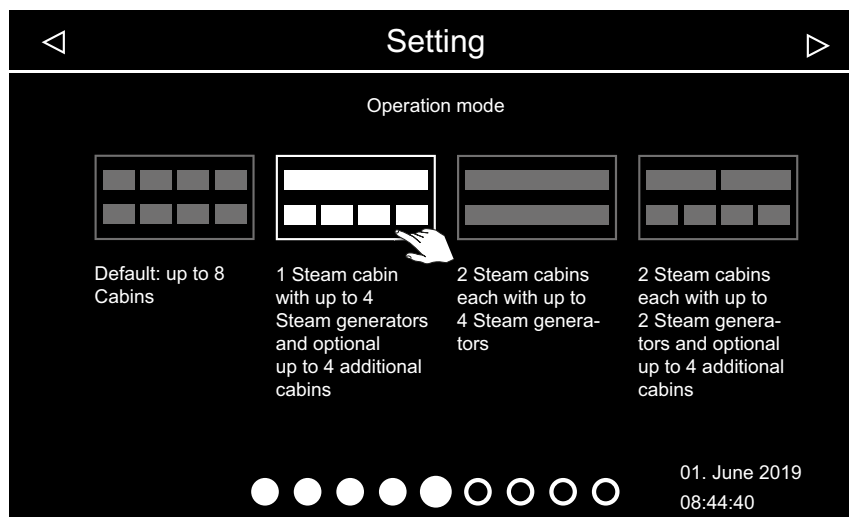 Setting
Operation mode
Default: up to 8
Cabins
1 Steam cabin
with up to 4
Steam generators
and optional
up to 4 additional
cabins
2 Steam cabins
each with up to
4 Steam genera-
tors
2 Steam cabins
each with up to
2 Steam genera-
tors and optional
up to 4 additional
cabins
01. June 2019
08:44:40